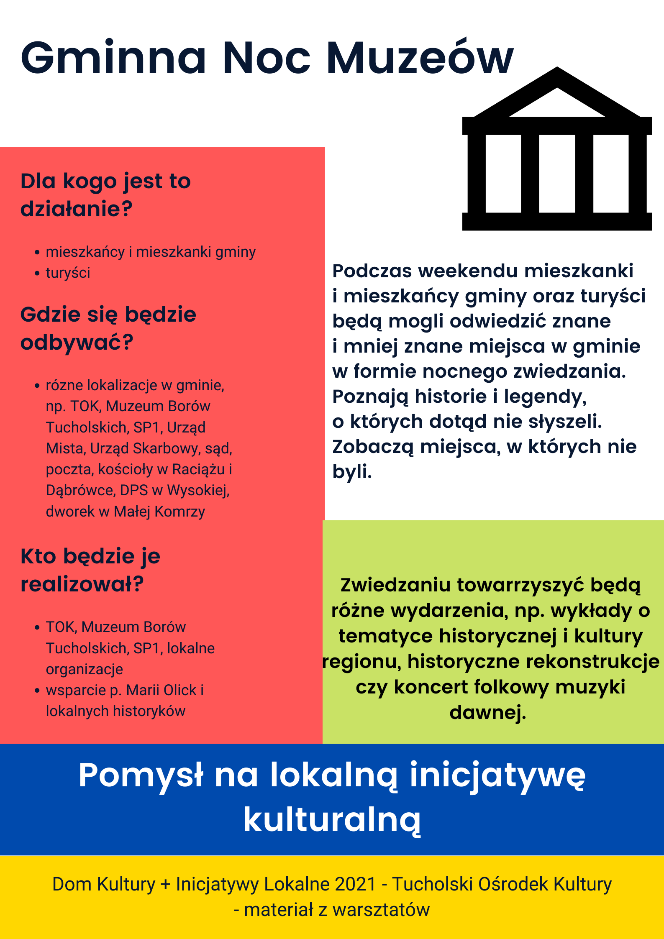 Gminna Noc Muzeów
Dla kogo jest to
działanie?
• mieszkańcy i mieszkanki gminy
• turyści
Gdzie się będzie
odbywać?
• rózne lokalizacje w gminie,
np. TOK, Muzeum Borów
Tucholskich, SP1, Urząd
Mista, Urząd Skarbowy, sąd,
poczta, kościoły w Raciążu i
Dąbrówce, DPS w Wysokiej,
dworek w Małej Komrzy
Kto będzie je
realizował?
• TOK, Muzeum Borów
Tucholskich, SP1, lokalne
organizacje
• wsparcie p. Marii Olick i
lokalnych historyków
Podczas weekendu mieszkanki
i mieszkańcy gminy oraz turyści
będą mogli odwiedzić znane
i mniej znane miejsca w gminie
w formie nocnego zwiedzania.
Poznają historie i legendy,
o których dotąd nie słyszeli.
Zobaczą miejsca, w których nie
byli.
Zwiedzaniu towarrzyszyć będą
różne wydarzenia, np. wykłady o
tematyce historycznej i kultury
regionu, historyczne rekonstrukcje
czy koncert folkowy muzyki
dawnej.
Pomysł na lokalną inicjatywę
kulturalną
Dom Kultury + Inicjatywy Lokalne 2021 - Tucholski Ośrodek Kultury
- materiał z warsztatów